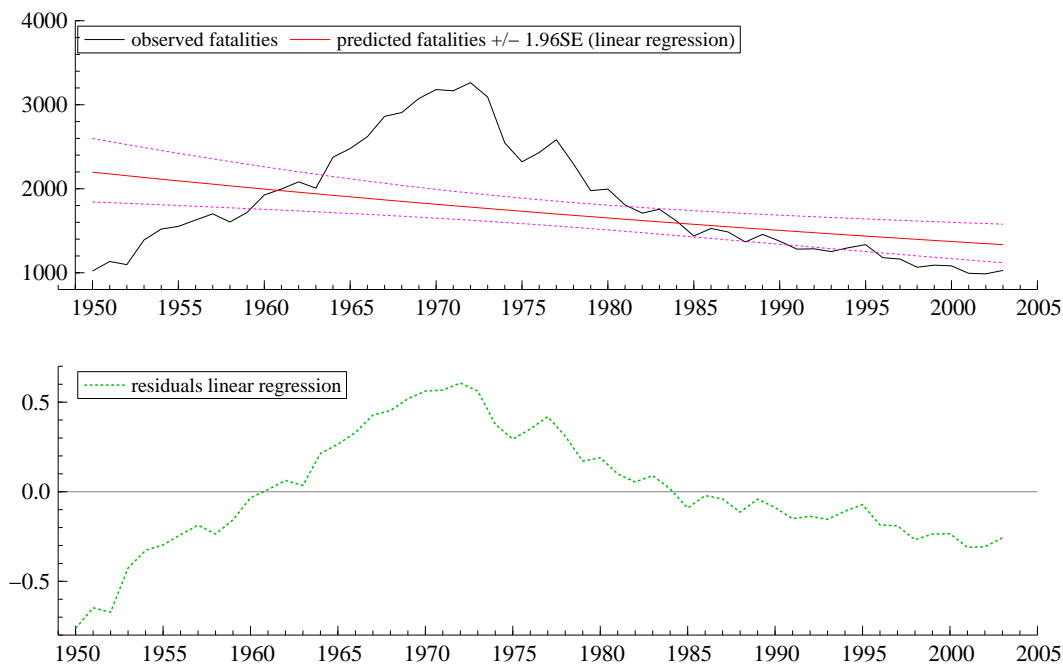 4000
observed fatalities predicted fatalities +/− 1.96SE (linear regression)
3000
2000
1000
1950 1955 1960 1965 1970 1975 1980 1985 1990 1995 2000 2005
residuals linear regression
0.5
0.0
−0.5
1950 1955 1960 1965 1970 1975 1980 1985 1990 1995 2000 2005